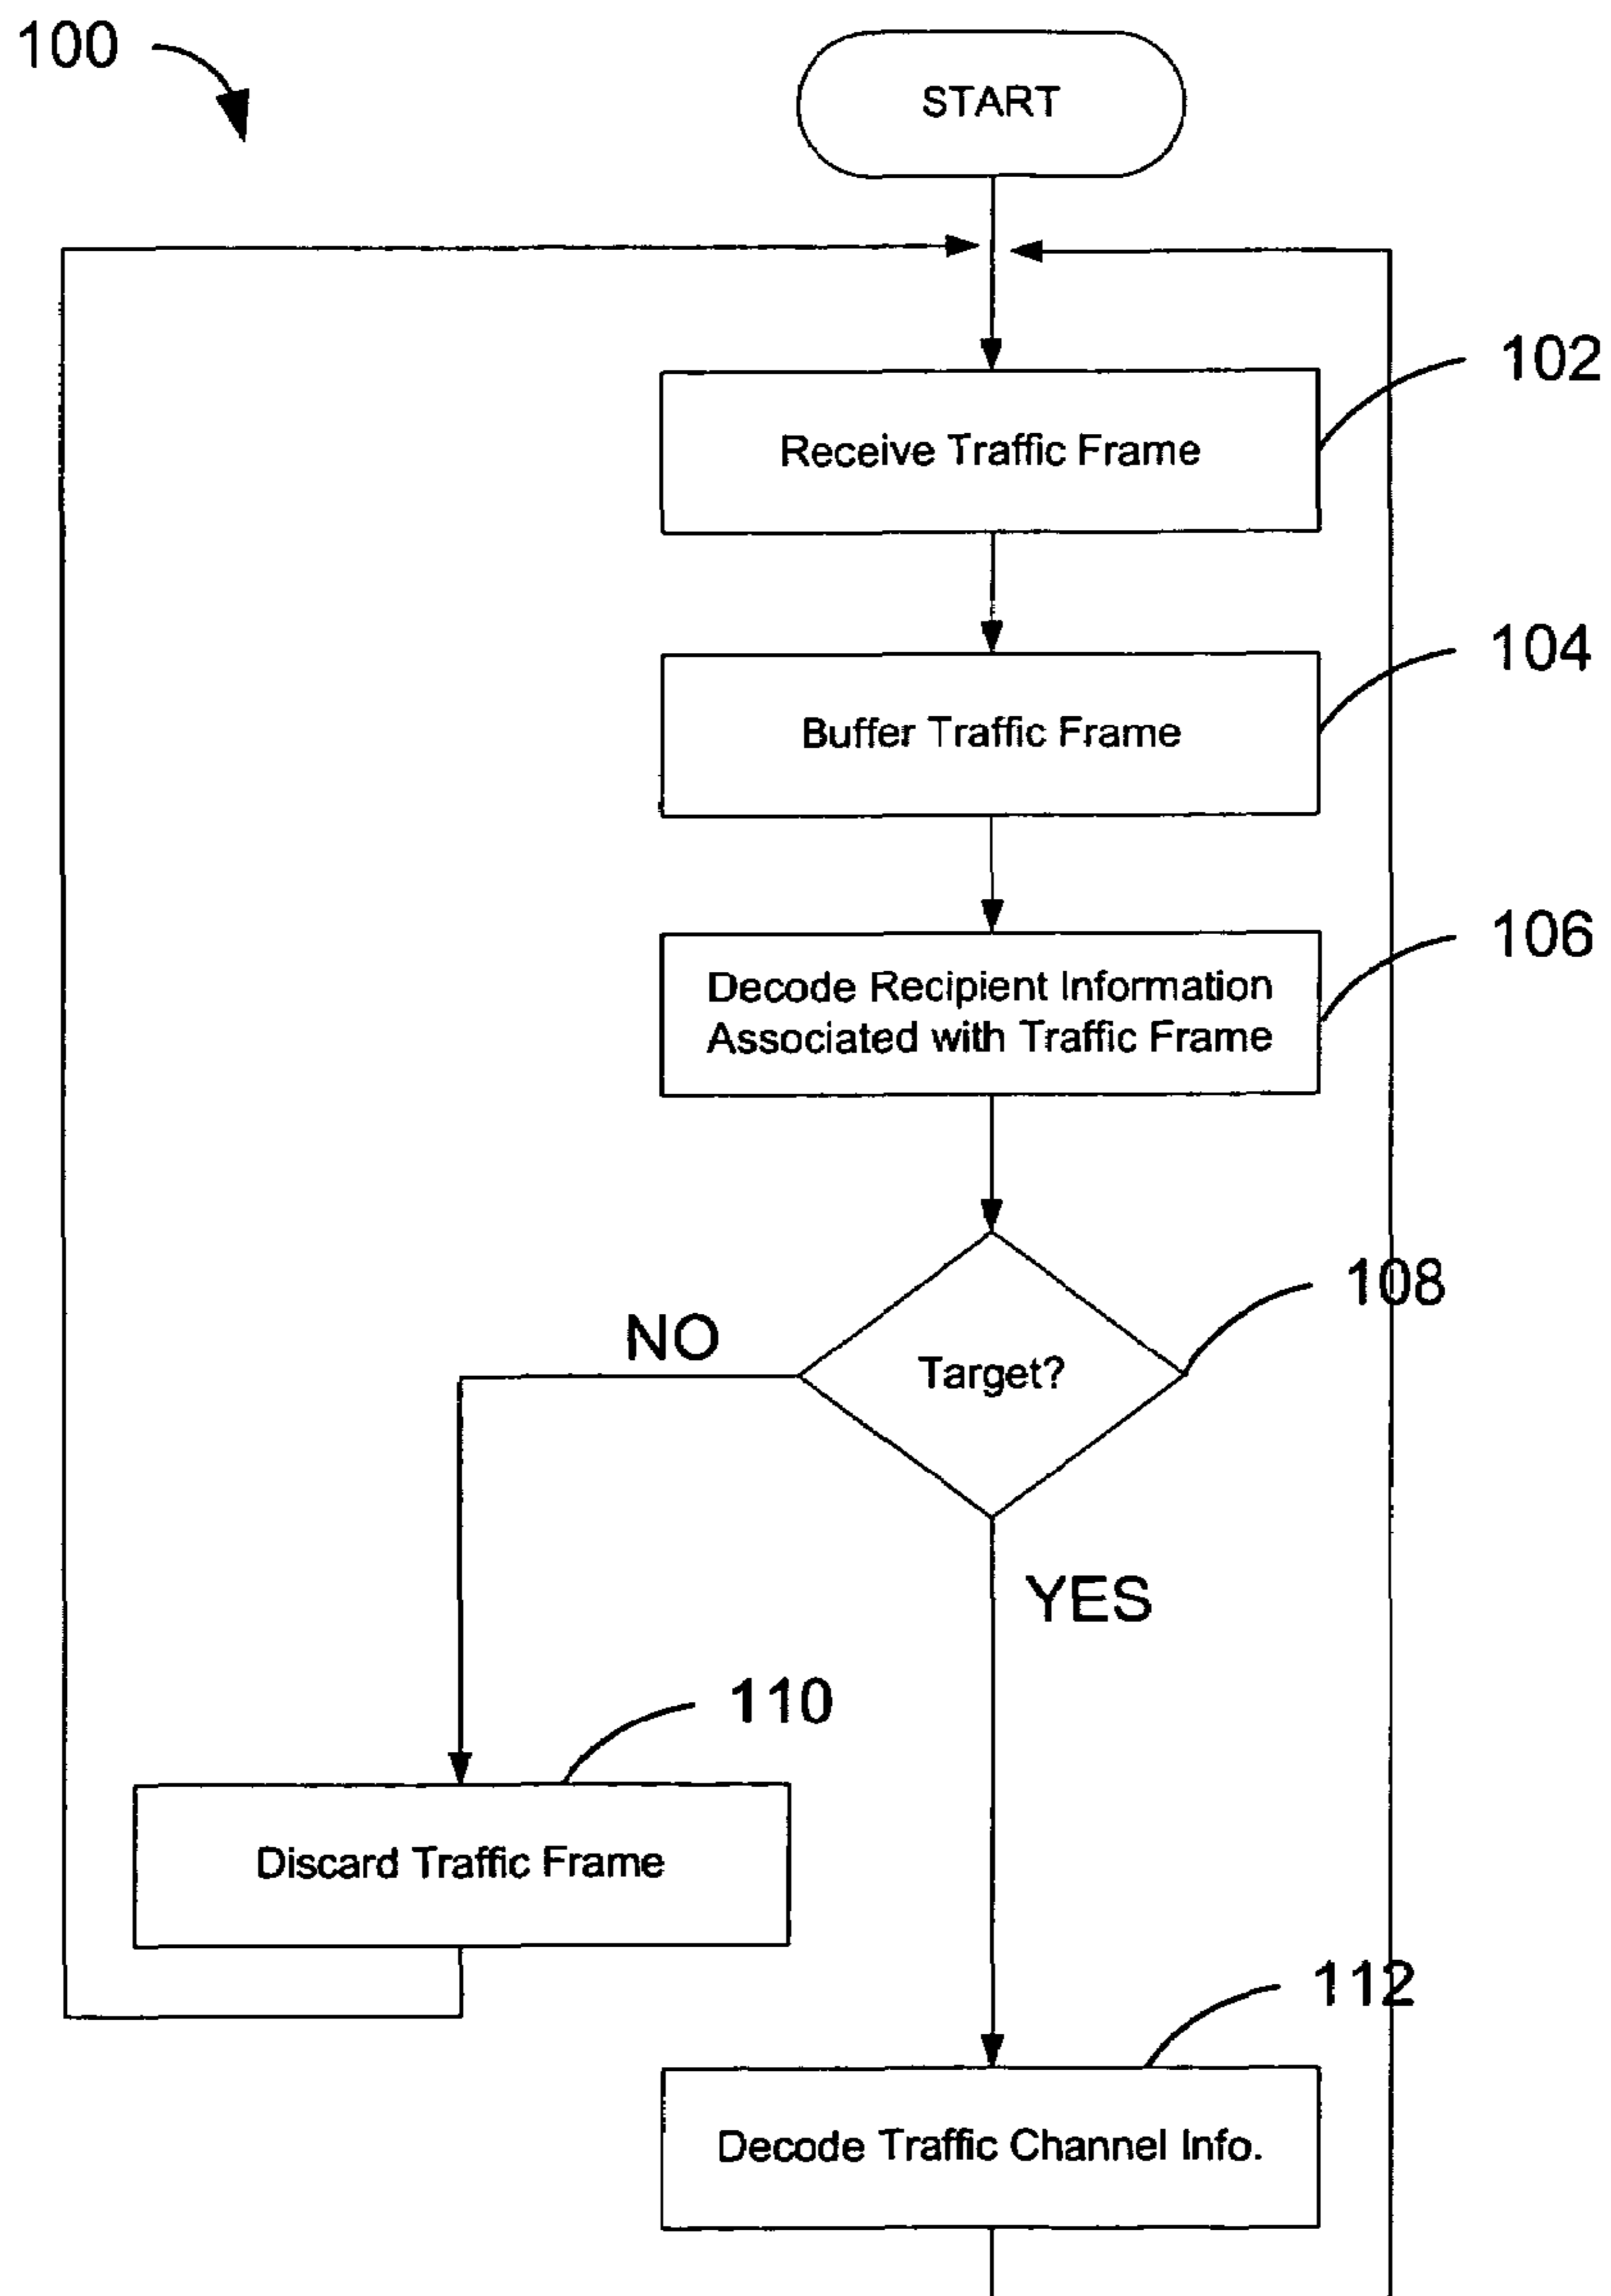 100
START
102
Receive Traffic Frame
104
Buffer Traffic Frame
106
Decode Recipient Information
Associated with Traffic Frame
108
NO
Target?
YES
110
Discard Traffic Frame
112
Decode Traffic Channel Info.